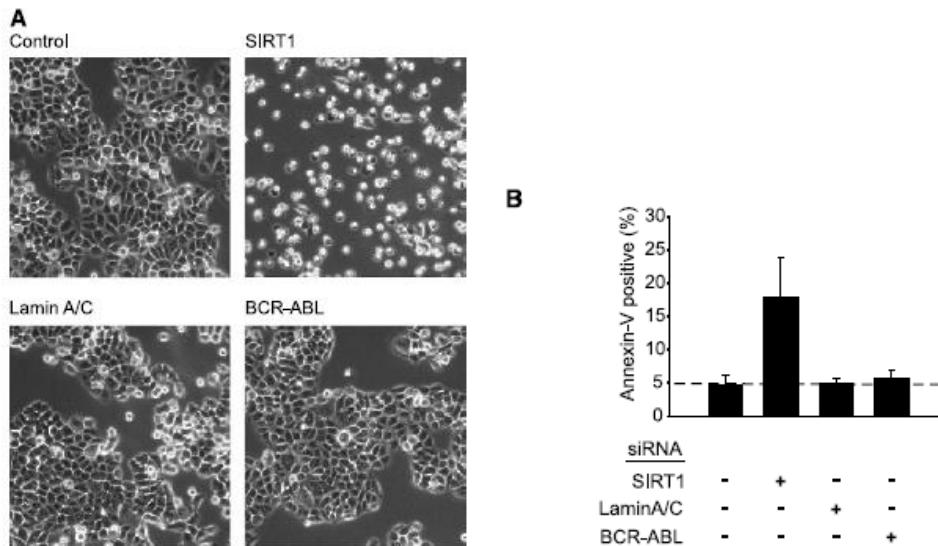 A
Control
SIRT1
Lamin A/C
BCR–ABL
B
Annexin-V positive (%)
30
25
20
15
10
5
0
siRNA
SIRT1 - + - -
LaminA/C - - + -
BCR-ABL - - - +